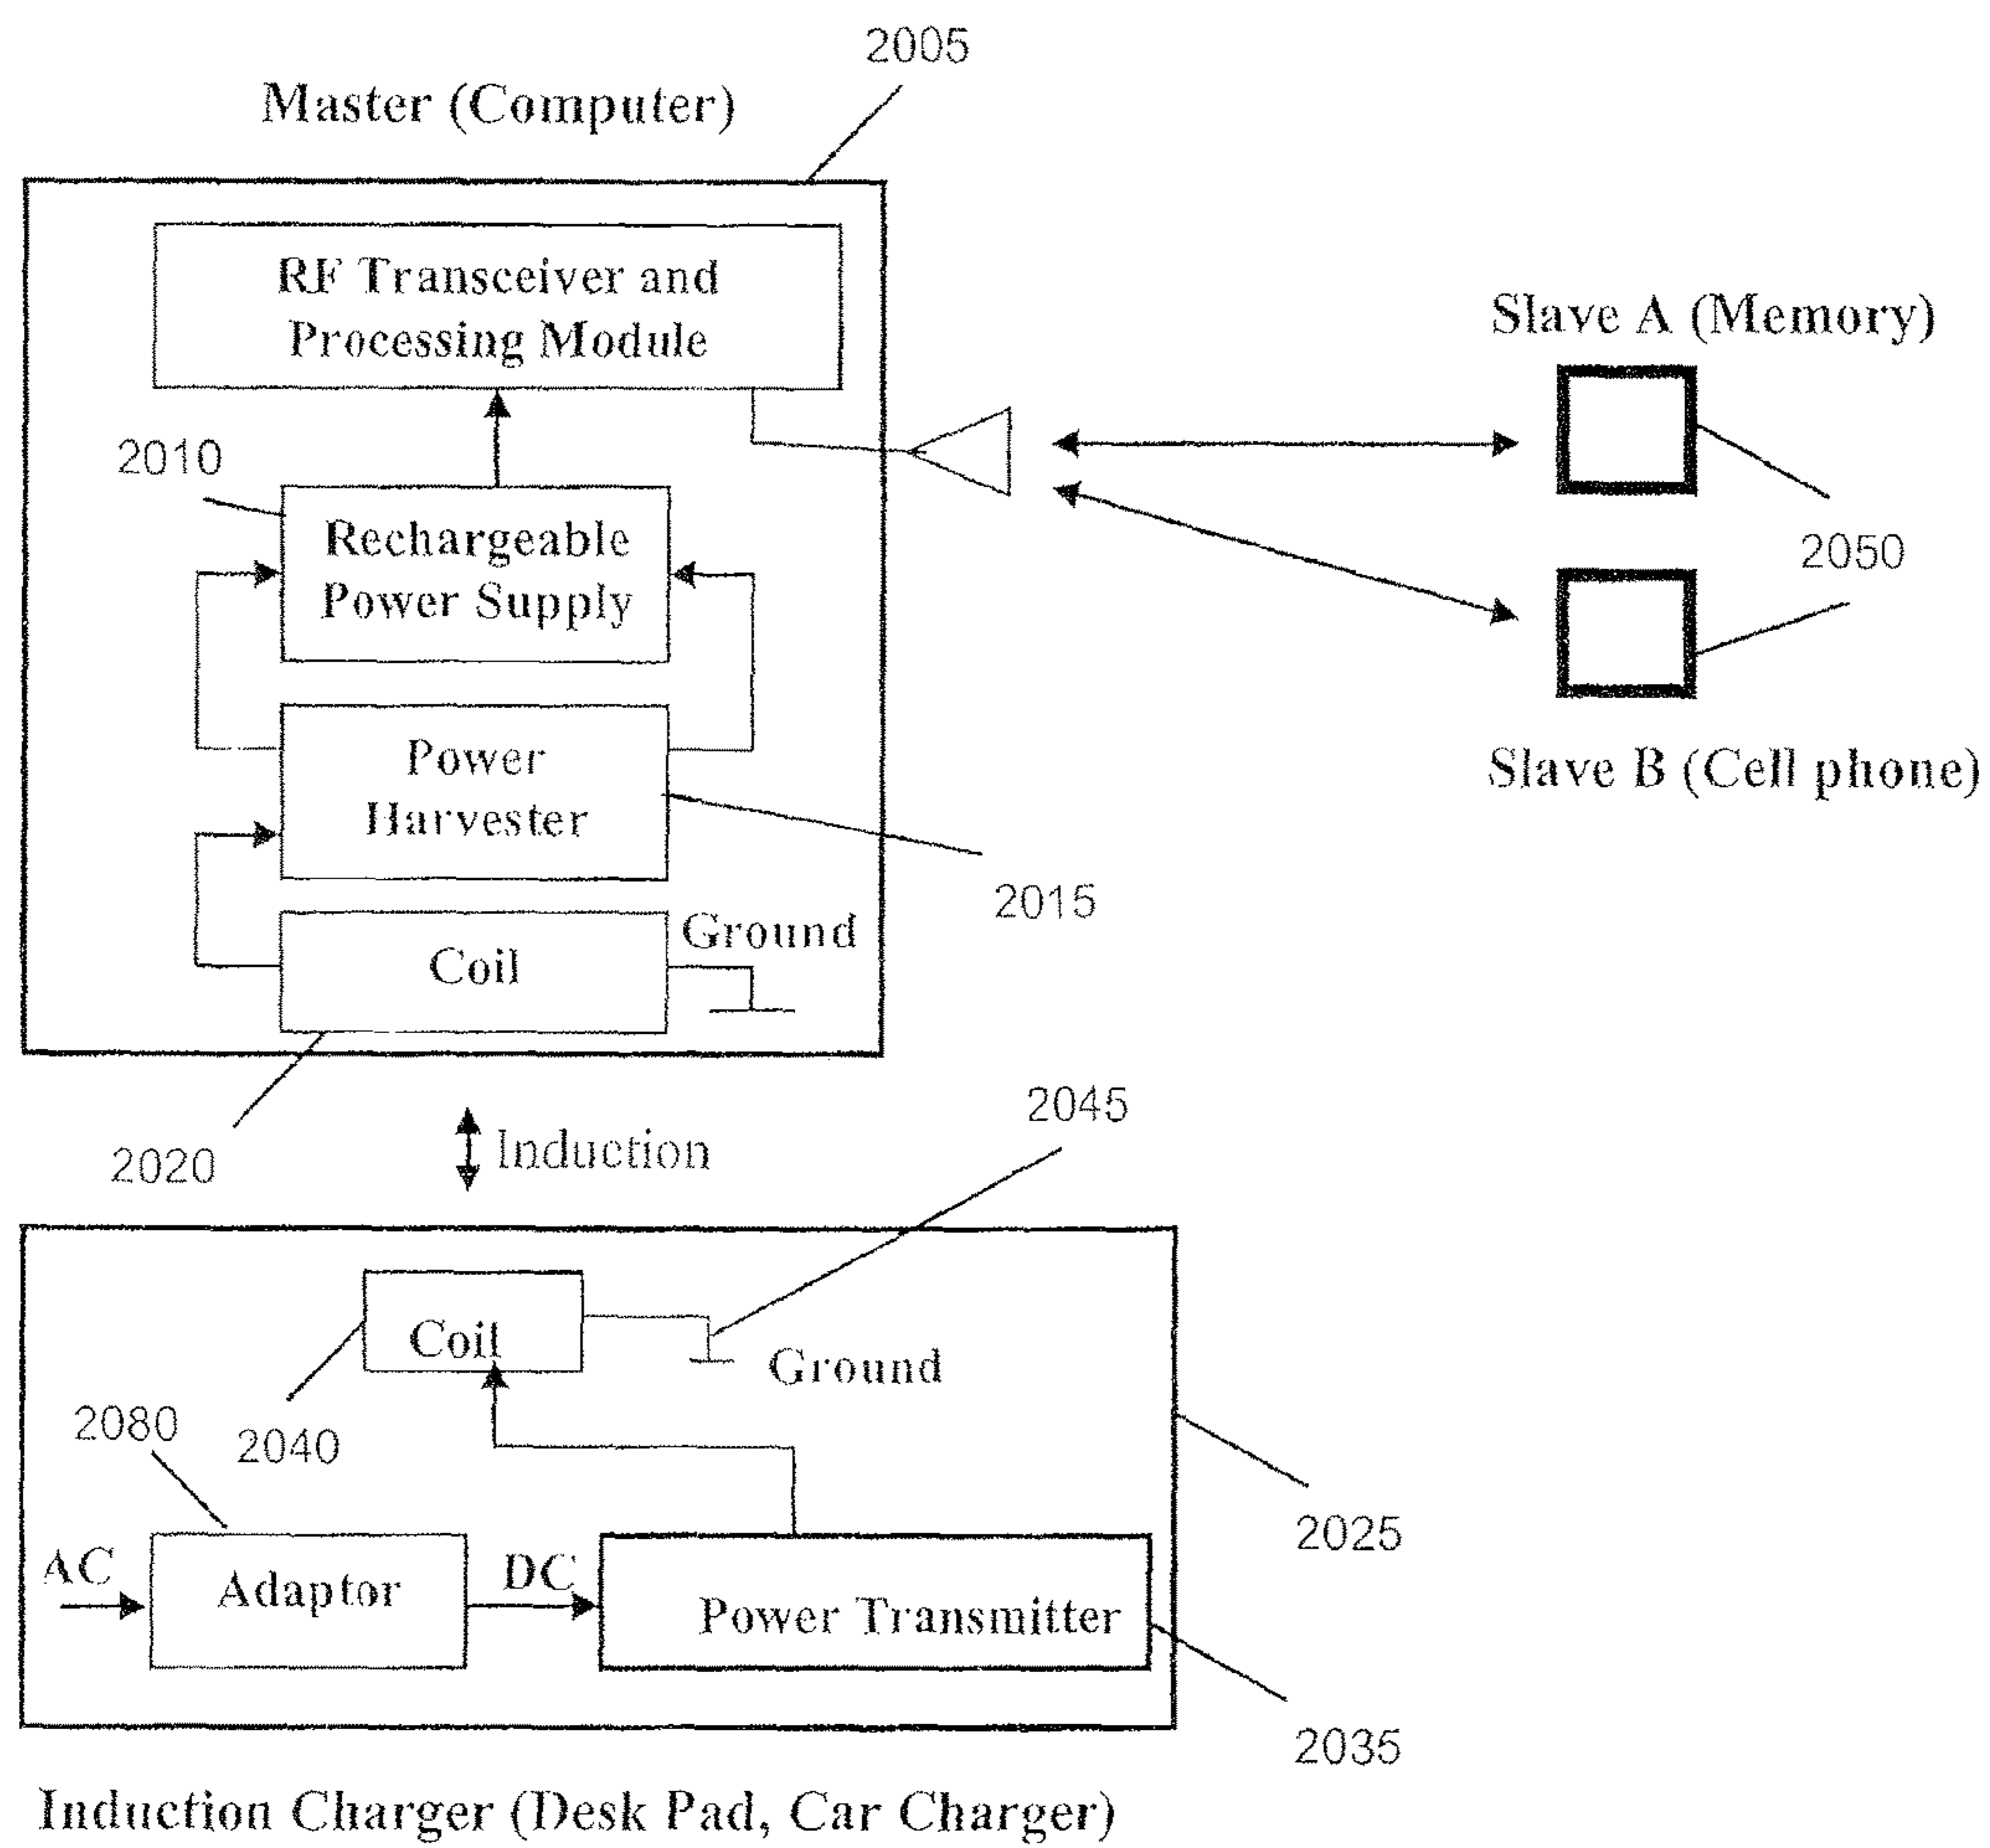 2005
Master (Computer)
RF Transceiver and
Processing Module
Slave A (Memory)
2010
Rechargeable
Power Supply
2050
Power
Harvester
Slave B (Cell phone)
2015
Ground
Coil
2045
Induction
2020
Coil
Ground
2080
2040
2025
AC
Adaptor
DC
Power Transmitter
2035
Induction Charger (Desk Pad, Car Charger)